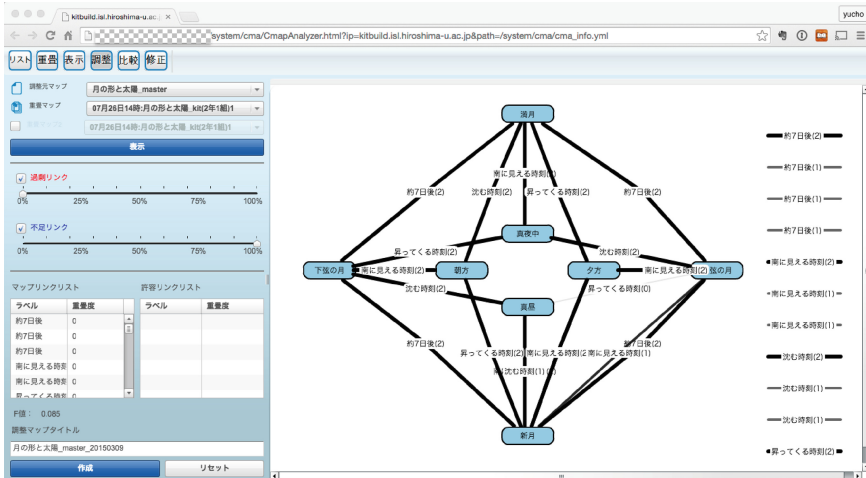 kitbuild.isl.hiroshima-u.ac.j
yucho
system/cma/CmapAnalyzer.html?ip=kitbuild.isl.hiroshima-u.ac.jp&path=/system/cma/cma_info.yml
リスト 重畳 表示 調整 比較 修正
調整元マップ 月の形と太陽_master
重畳マップ 07月26日14時:月の形と太陽_kit(2年1組)1
07月26日14時:月の形と太陽_kit(2年1組)1
表示
過剰リンク
0% 25% 50% 75% 100%
不足リンク
0% 25% 50% 75% 100%
マップリンクリスト 許容リンクリスト
ラベル 重畳度 ラベル 重畳度
約7日後 0
約7日後 0
約7日後 0
南に見える時刻 0
南に見える時刻 0
昇ってくる時刻 0
F値： 0.085
調整マップタイトル
月の形と太陽_master_20150309
作成 リセット
満月
南に見える時刻(2)
約7日後(2) 沈む時刻(2) 昇ってくる時刻(2) 約7日後(2)
真夜中
昇ってくる時刻(2) 沈む時刻(2)
下弦の月 南に見える時刻(2) 朝方 夕方 南に見える時刻(2) 弦の月
沈む時刻(2) 昇ってくる時刻(0)
真昼
約7日後(2) 約7日後(2)
昇ってくる時刻(2) 南に見える時刻(2 南に見える時刻(1)
沈む時刻(1)
新月
約7日後(2)
約7日後(1)
約7日後(1)
約7日後(1)
南に見える時刻(2)
南に見える時刻(1)
南に見える時刻(1)
沈む時刻(2)
沈む時刻(1)
沈む時刻(1)
昇ってくる時刻(2)